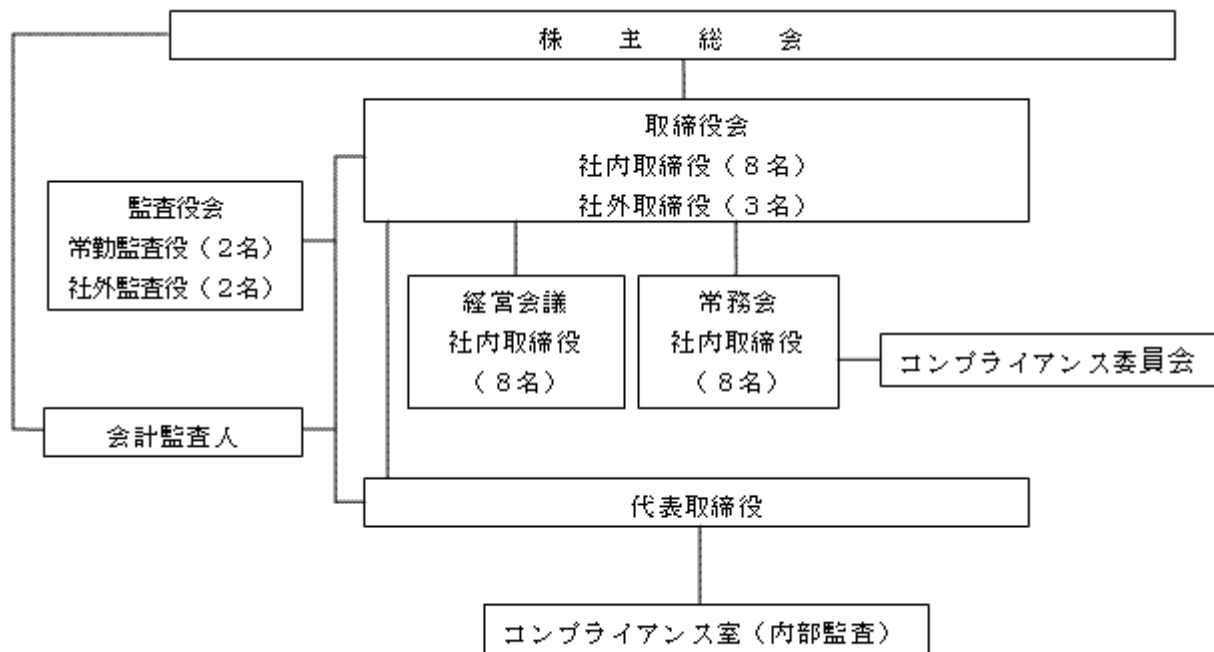 株主総会
取締役会
社内取締役（８名）
社外取締役（３名）
監査役会
常勤監査役（２名）
社外監査役（２名）
経営会議
社内取締役
（８名）
常務会
社内取締役
（８名）
コンプライアンス委員会
会計監査人
代表取締役
コンプライアンス室（内部監査）